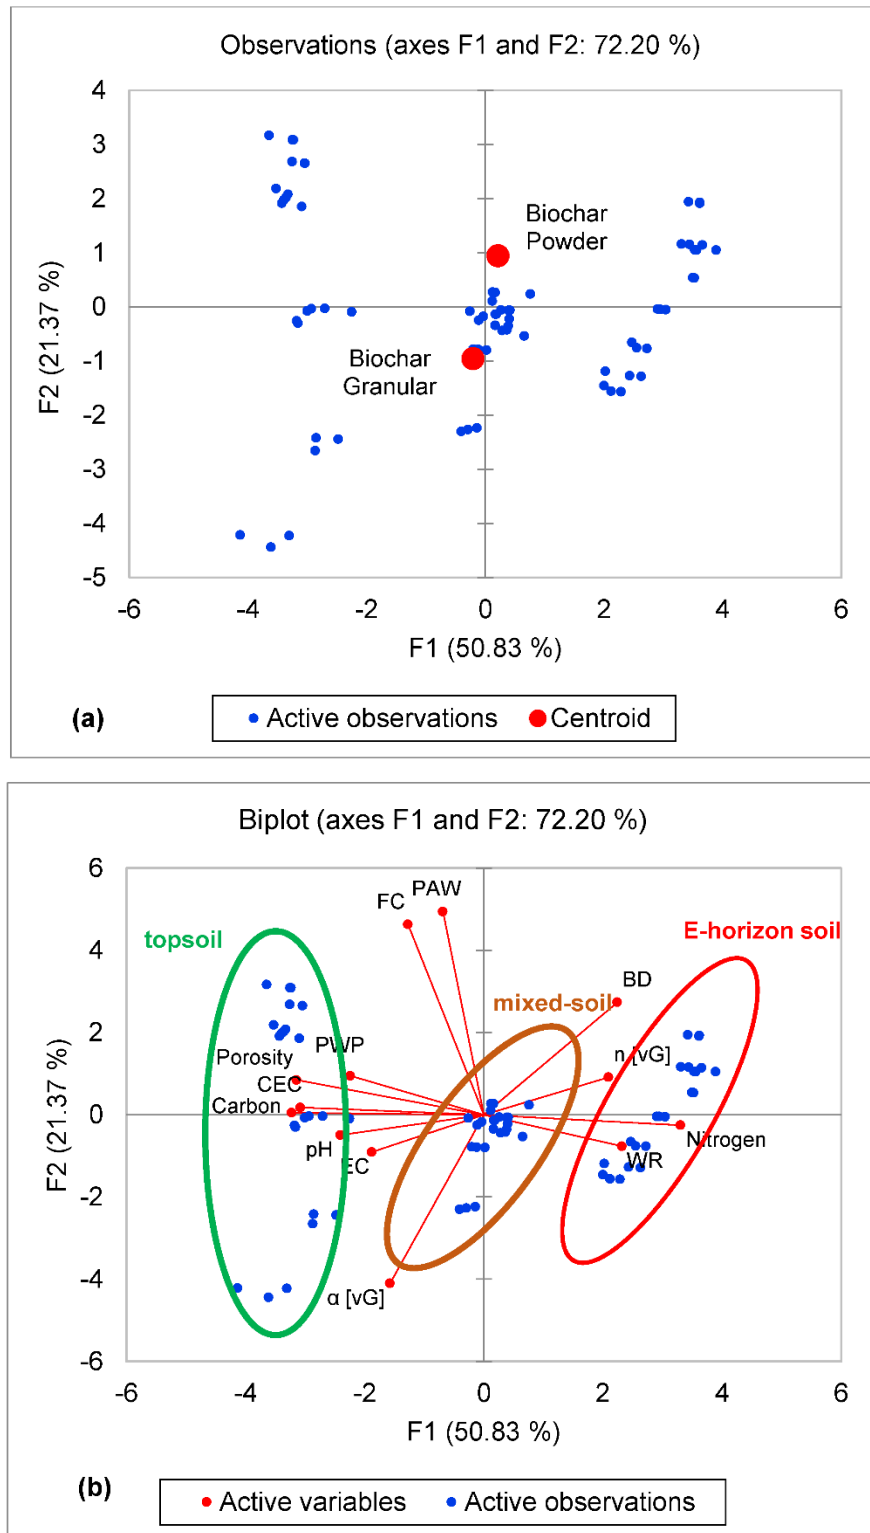 Observations (axes F1 and F2: 72.20 %)
4
3
2
1
0
-1
-2
-3
-4
-5
F2 (21.37 %)
Biochar
Powder
Biochar
Granular
-6 -4 -2 0 2 4 6
F1 (50.83 %)
(a)
Active observations Centroid
Biplot (axes F1 and F2: 72.20 %)
6
4
2
0
-2
-4
-6
F2 (21.37 %)
topsoil
FC PAW
E-horizon soil
BD
mixed-soil
Porosity PWP
n [vG]
CEC
Carbon
pH
EC
Nitrogen
WR
α [vG]
-6 -4 -2 0 2 4 6
F1 (50.83 %)
(b)
Active variables Active observations